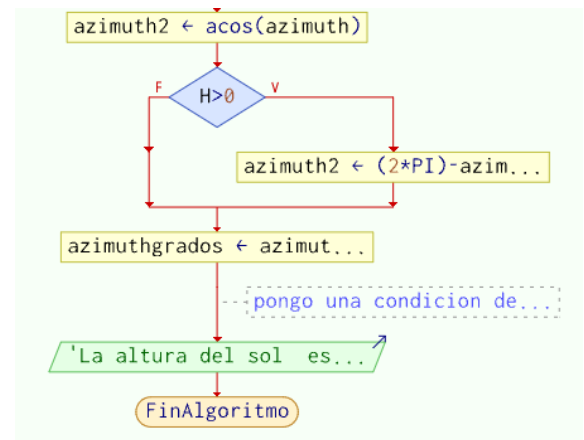 azimuth2 ← acos(azimuth)
F
H>0
V
azimuth2 ← (2*PI)-azim...
azimuthgrados ← azimut...
pongo una condicion de...
'La altura del sol  es...
FinAlgoritmo